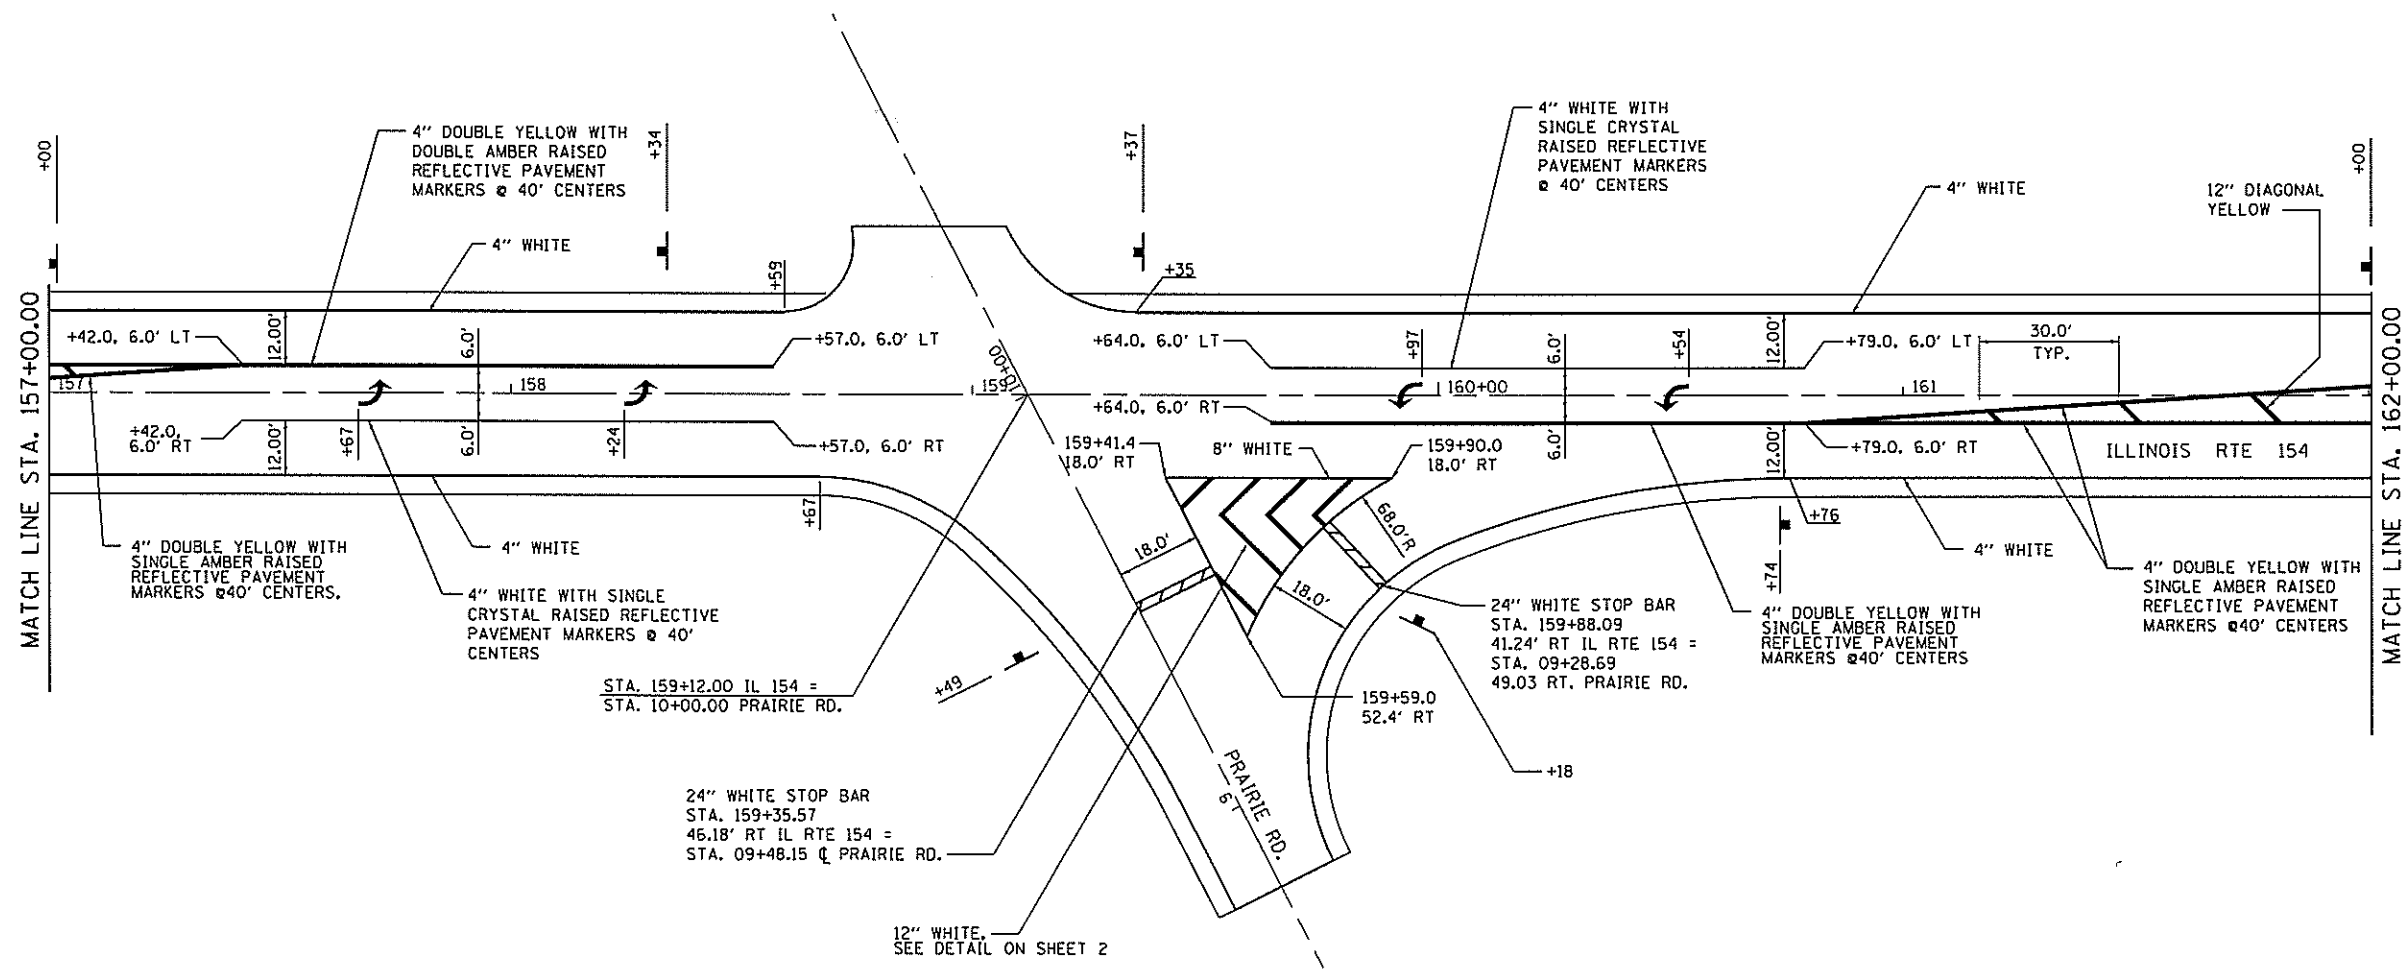 4" DOUBLE YELLOW WITH
DOUBLE AMBER RAISED
REFLECTIVE PAVEMENT
MARKERS @ 40' CENTERS
4" WHITE WITH
SINGLE CRYSTAL
RAISED REFLECTIVE
PAVEMENT MARKERS
@ 40' CENTERS
+00
+34
+37
+00
4" WHITE
12" DIAGONAL
YELLOW
4" WHITE
+59
+35
MATCH LINE STA. 157+00.00
+42.0, 6.0' LT
12.00'
6.0'
+57.0, 6.0' LT
+64.0, 6.0' LT
+97
6.0'
+54
12.00'
+79.0, 6.0' LT
30.0'
TYP.
MATCH LINE STA. 162+00.00
157
158
159
10+00
160+00
161
+42.0,
6.0' RT
12.00'
+67
6.0'
+24
+57.0, 6.0' RT
+64.0, 6.0' RT
159+41.4
18.0' RT
8" WHITE
159+90.0
18.0' RT
6.0'
12.00'
+79.0, 6.0' RT
ILLINOIS RTE 154
+67
68.0'R
+76
+74
4" DOUBLE YELLOW WITH
SINGLE AMBER RAISED
REFLECTIVE PAVEMENT
MARKERS @40' CENTERS.
4" WHITE
4" WHITE WITH SINGLE
CRYSTAL RAISED REFLECTIVE
PAVEMENT MARKERS @ 40'
CENTERS
18.0'
18.0'
4" WHITE
4" DOUBLE YELLOW WITH
SINGLE AMBER RAISED
REFLECTIVE PAVEMENT
MARKERS @40' CENTERS
24" WHITE STOP BAR
STA. 159+88.09
41.24' RT IL RTE 154 =
STA. 09+28.69
49.03 RT. PRAIRIE RD.
4" DOUBLE YELLOW WITH
SINGLE AMBER RAISED
REFLECTIVE PAVEMENT
MARKERS @40' CENTERS
+49
STA. 159+12.00 IL 154 =
STA. 10+00.00 PRAIRIE RD.
159+59.0
52.4' RT
+18
PRAIRIE RD.
9
24" WHITE STOP BAR
STA. 159+35.57
46.18' RT IL RTE 154 =
STA. 09+48.15 ℄ PRAIRIE RD.
12" WHITE,
SEE DETAIL ON SHEET 2